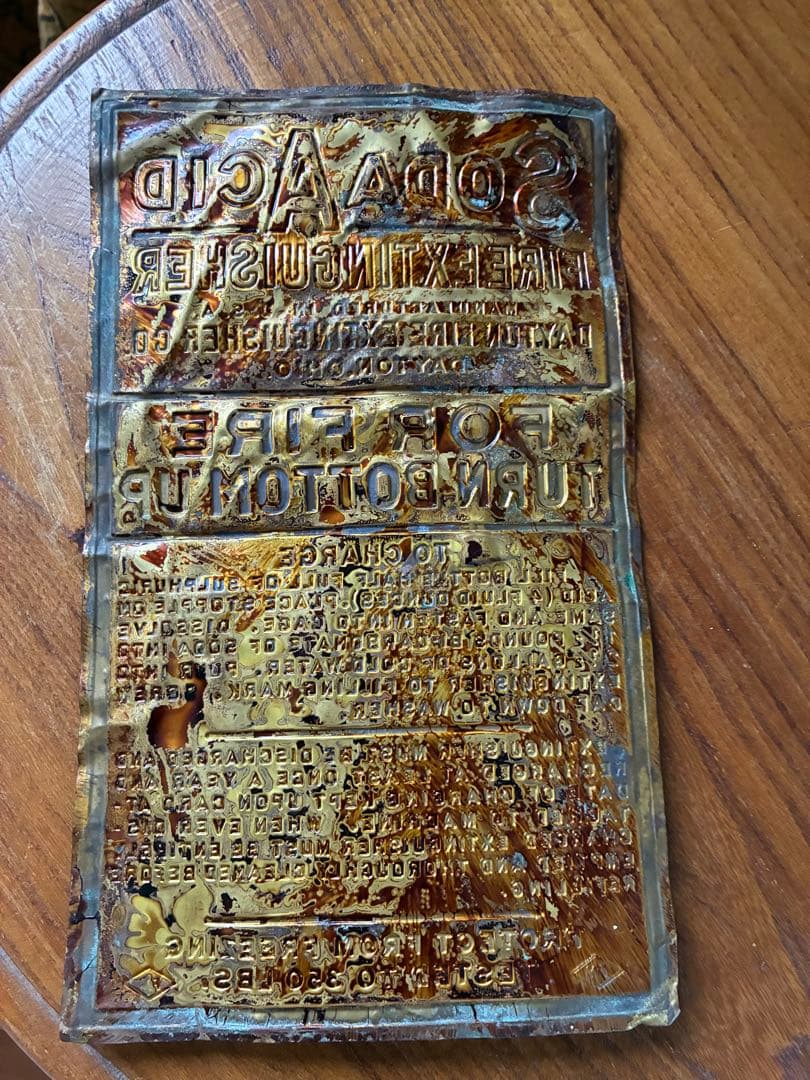 SODA ACID
FIRE EXTINGUISHER
MANUFACTURED IN U.S.A.
DAYTON FIRE EXTINGUISHER CO.
DAYTON, OHIO.
FOR FIRE
TURN BOTTOM UP
TO CHARGE
FILL BOTTLE HALF FULL OF SULPHURIC
ACID (4 FLUID OUNCES). PLACE STOPPLE ON
SAME AND FASTEN INTO CAGE. DISSOLVE
POUNDS BICARBONATE OF SODA INTO
GALLONS OF COLD WATER. POUR INTO
EXTINGUISHER TO FILLING MARK. SCREW
CAP DOWN TO WASHER.
EXTINGUISHER MUST BE DISCHARGED AND
RECHARGED AT LEAST ONCE A YEAR AND
DATE OF CHARGING KEPT UPON CARD AT-
TACHED TO MACHINE. WHEN EVER DIS-
CHARGED EXTINGUISHER MUST BE ENTIRELY
EMPTIED AND THOROUGHLY CLEANED BEFORE
REFILLING
PROTECT FROM FREEZING
TESTED TO 350 LBS.